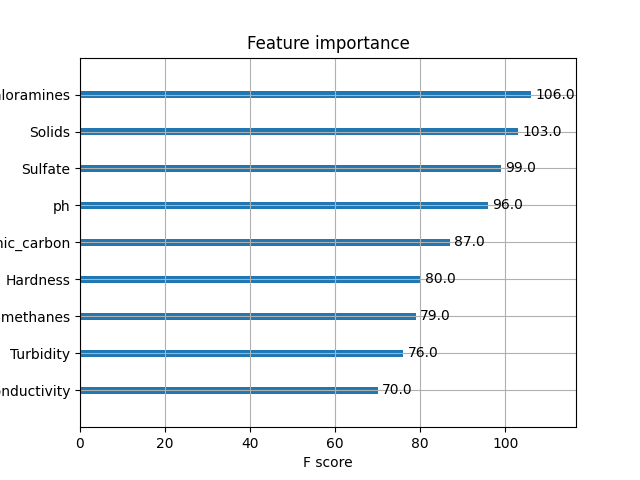 Feature importance
loramines
106.0
Solids
103.0
Sulfate
99.0
ph
96.0
nic_carbon
87.0
Hardness
80.0
methanes
79.0
Turbidity
76.0
onductivity
70.0
0 20 40 60 80 100
F score